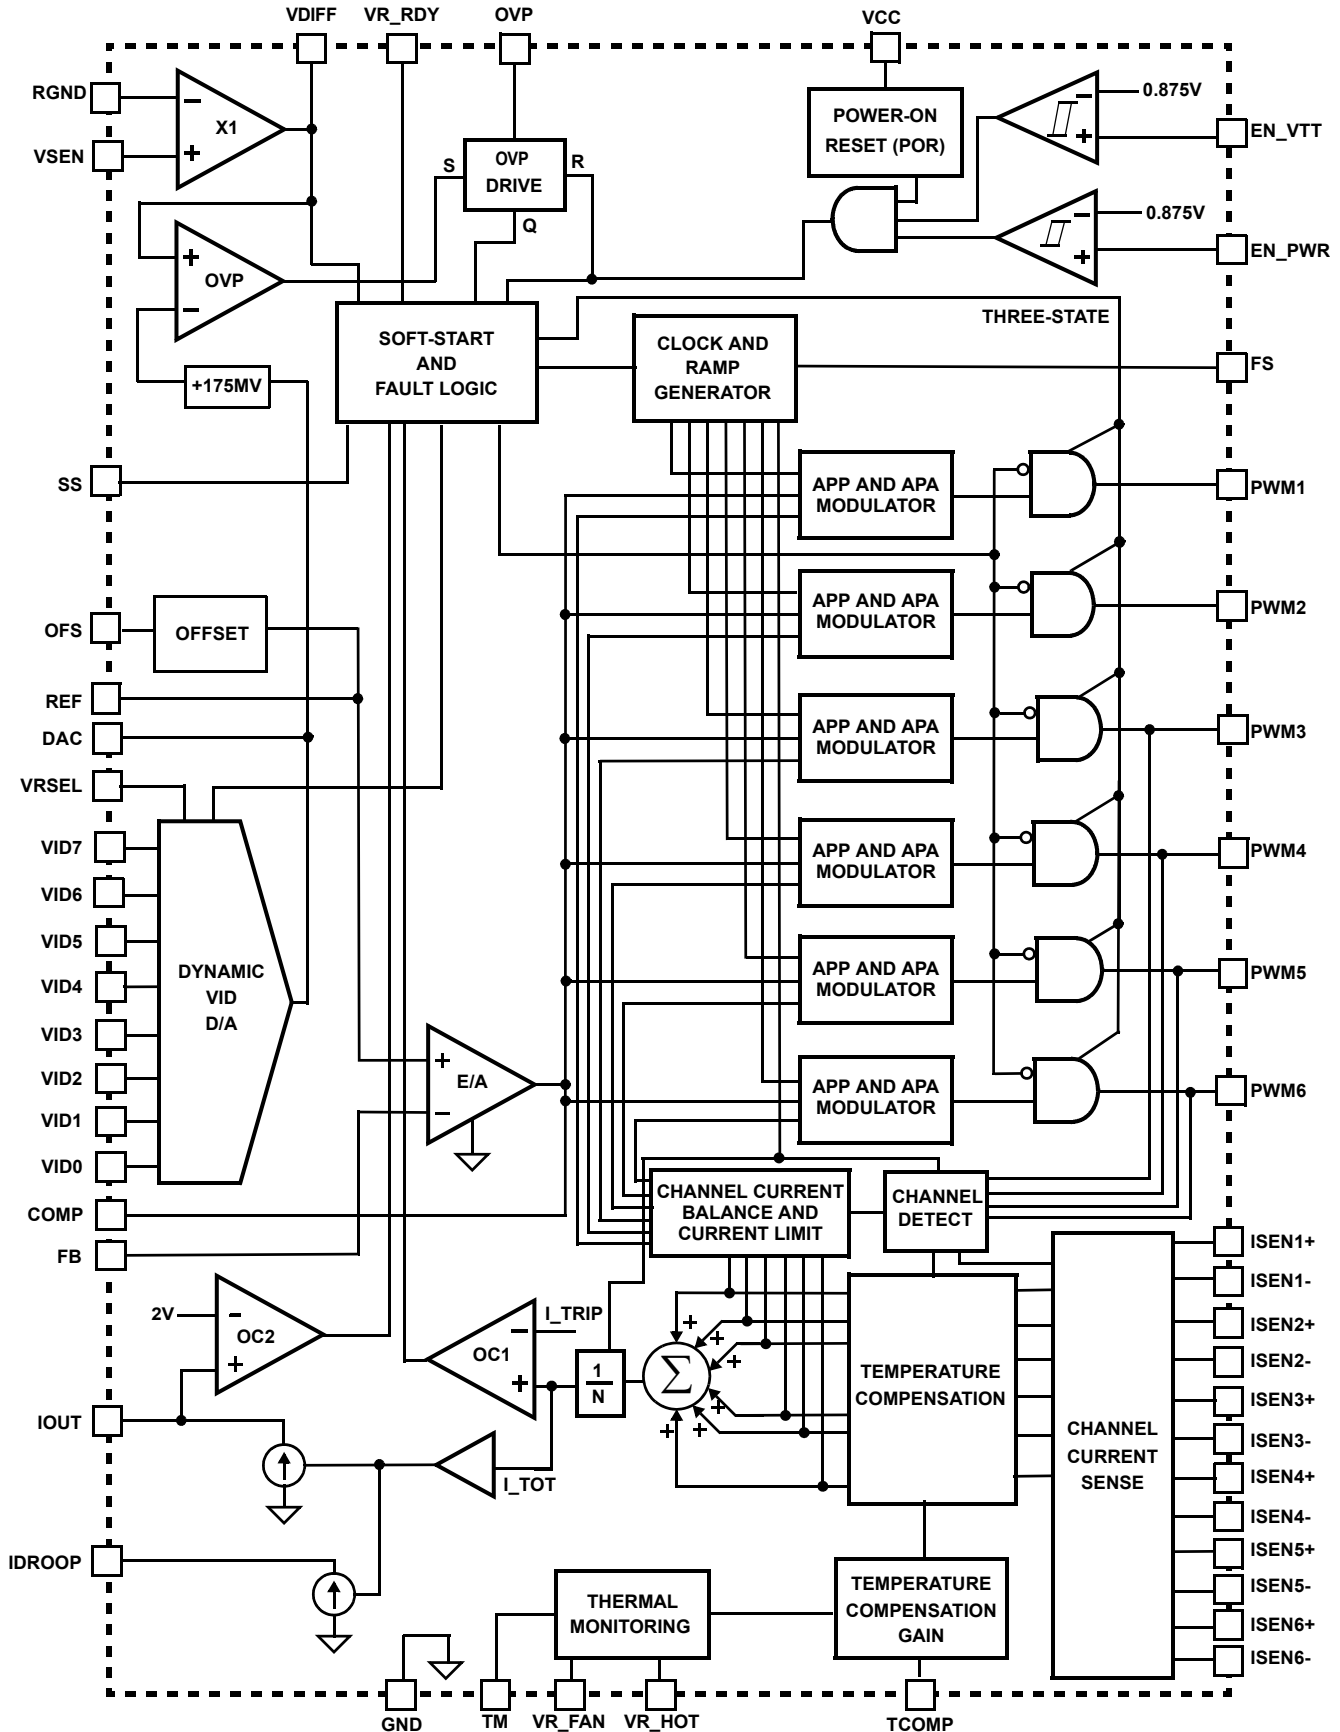 VDIFF
VR_RDY
OVP
VCC
RGND
VSEN
X1
OVP
DRIVE
S
R
Q
POWER-ON
RESET (POR)
0.875V
EN_VTT
0.875V
EN_PWR
OVP
+175MV
SOFT-START
AND
FAULT LOGIC
CLOCK AND
RAMP
GENERATOR
THREE-STATE
FS
SS
APP AND APA
MODULATOR
PWM1
OFS
OFFSET
APP AND APA
MODULATOR
PWM2
REF
DAC
APP AND APA
MODULATOR
PWM3
VRSEL
VID7
VID6
VID5
VID4
VID3
VID2
VID1
VID0
DYNAMIC
VID
D/A
APP AND APA
MODULATOR
PWM4
APP AND APA
MODULATOR
PWM5
E/A
APP AND APA
MODULATOR
PWM6
COMP
FB
CHANNEL CURRENT
BALANCE AND
CURRENT LIMIT
CHANNEL
DETECT
2V
OC2
OC1
I_TRIP
1
N
Σ
I_TOT
TEMPERATURE
COMPENSATION
CHANNEL
CURRENT
SENSE
ISEN1+
ISEN1-
ISEN2+
ISEN2-
ISEN3+
ISEN3-
ISEN4+
ISEN4-
ISEN5+
ISEN5-
ISEN6+
ISEN6-
IOUT
IDROOP
THERMAL
MONITORING
TEMPERATURE
COMPENSATION
GAIN
GND
TM
VR_FAN
VR_HOT
TCOMP